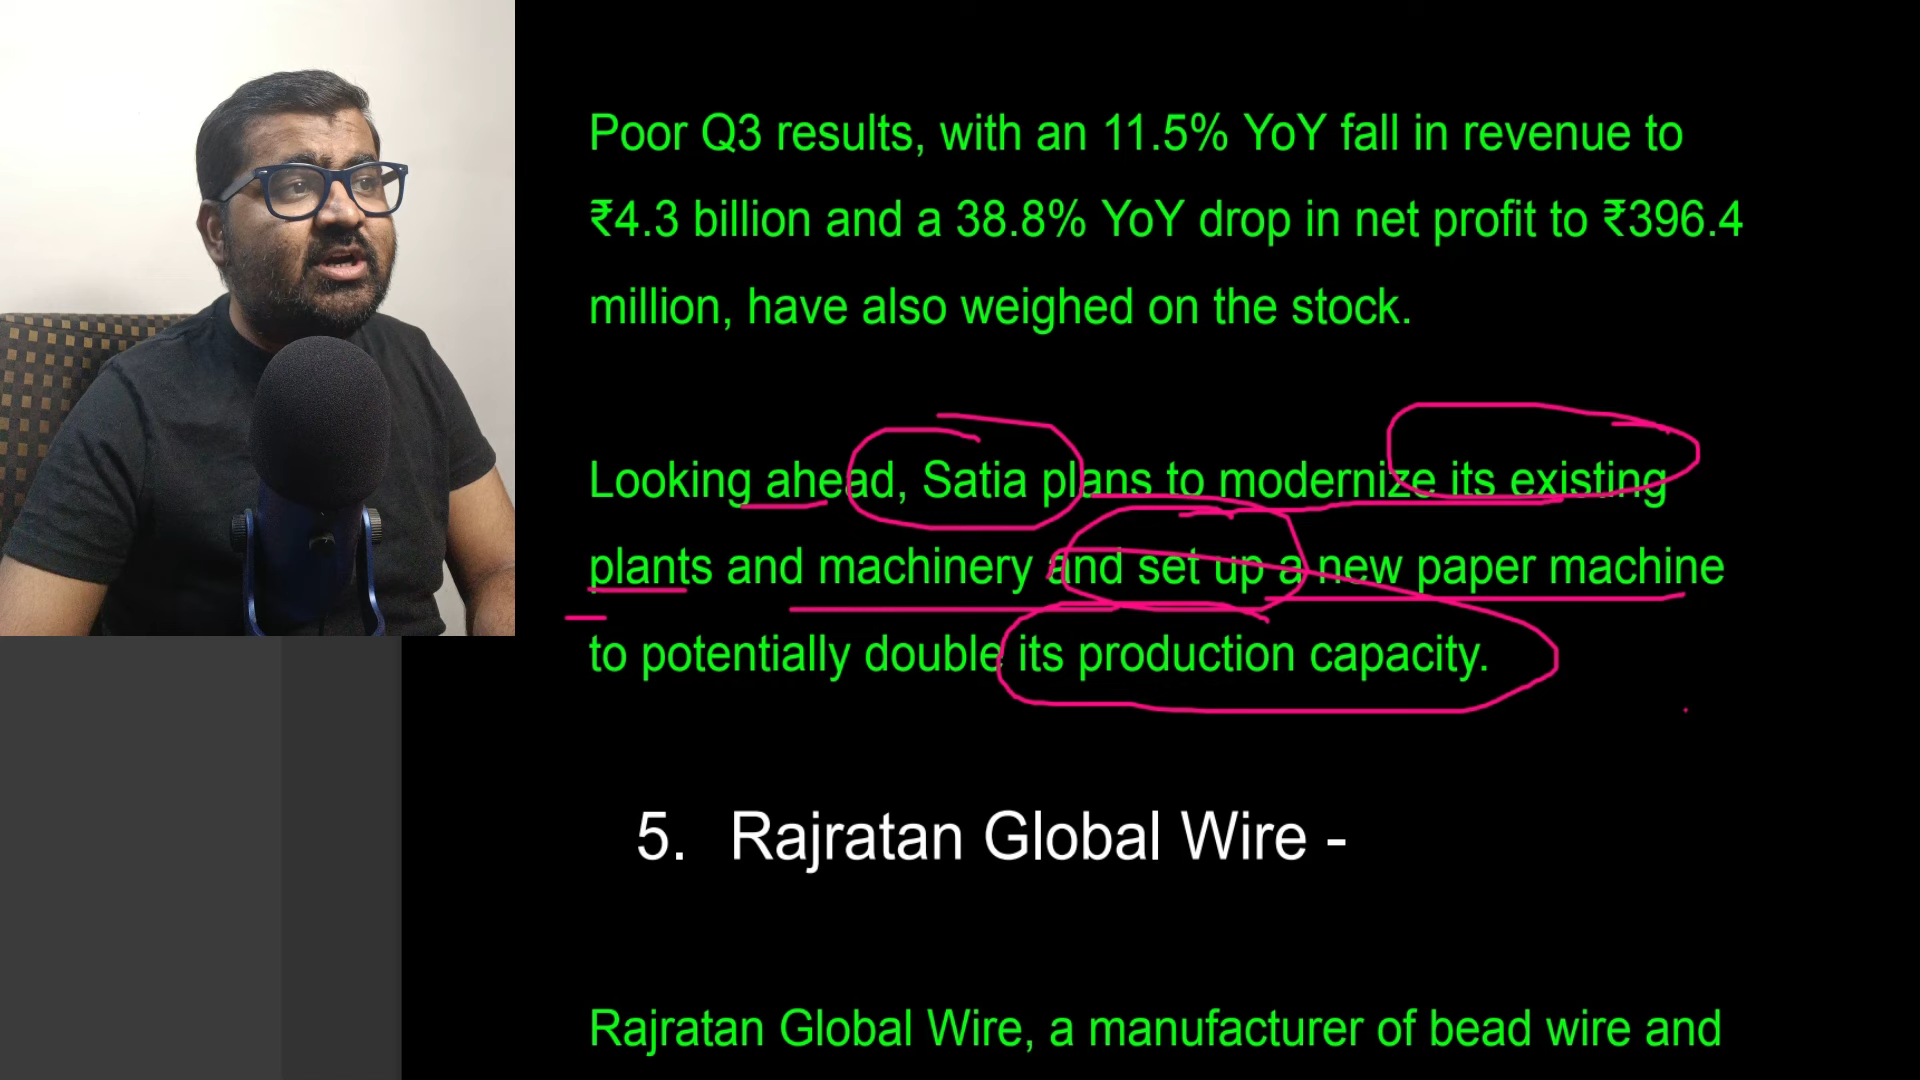 Poor Q3 results, with an 11.5% YoY fall in revenue to
₹4.3 billion and a 38.8% YoY drop in net profit to ₹396.4
million, have also weighed on the stock.
Looking ahead, Satia plans to modernize its existing
plants and machinery and set up a new paper machine
to potentially double its production capacity.
5. Rajratan Global Wire -
Rajratan Global Wire, a manufacturer of bead wire and